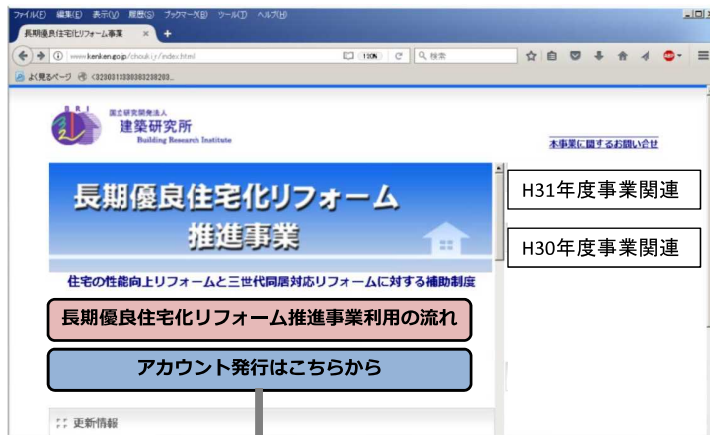 ファイル(F) 編集(E) 表示(V) 履歴(S) ブックマーク(B) ツール(T) ヘルプ(H)
長期優良住宅化リフォーム事業 × +
www.kenken.go.jp/chouki_r/index.html 110% 検索
よく見るページ
BRI
国立研究開発法人
建築研究所
Building Research Institute
本事業に関するお問い合せ
長期優良住宅化リフォーム
推進事業
H31年度事業関連
H30年度事業関連
住宅の性能向上リフォームと三世代同居対応リフォームに対する補助制度
長期優良住宅化リフォーム推進事業利用の流れ
アカウント発行はこちらから
更新情報